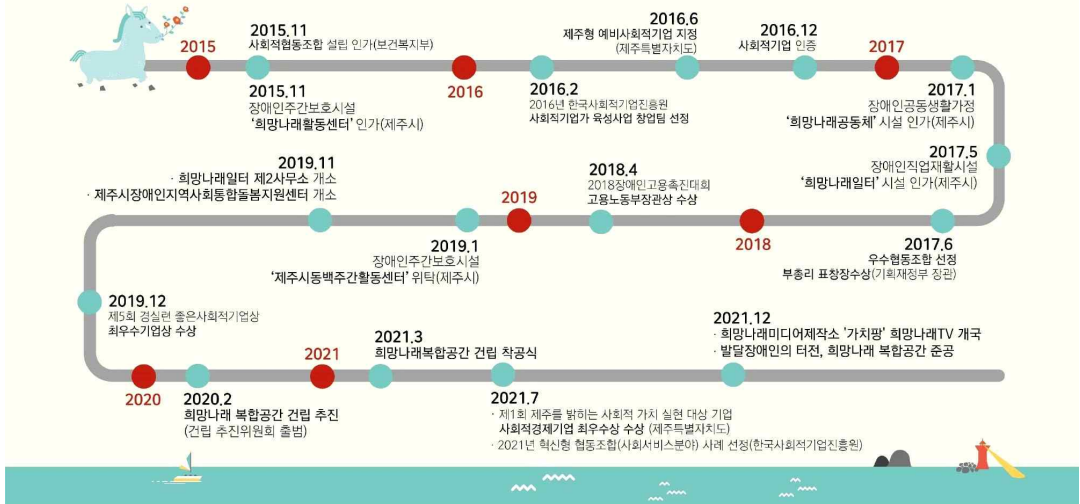 2015
2015.11
사회적협동조합 설립 인가(보건복지부)
2015.11
장애인주간보호시설
‘희망나래활동센터’ 인가(제주시)
2016
2016.2
2016년 한국사회적기업진흥원
사회적기업가 육성사업 창업팀 선정
2016.6
제주형 예비사회적기업 지정
(제주특별자치도)
2016.12
사회적기업 인증
2017
2017.1
장애인공동생활가정
‘희망나래공동체’ 시설 인가(제주시)
2017.5
장애인직업재활시설
‘희망나래일터’ 시설 인가(제주시)
2017.6
우수협동조합 선정
부총리 표창장수상(기획재정부 장관)
2018
2018.4
2018장애인고용촉진대회
고용노동부장관상 수상
2019
2019.1
장애인주간보호시설
‘제주시동백주간활동센터’ 위탁(제주시)
2019.11
· 희망나래일터 제2사무소 개소
· 제주시장애인지역사회통합돌봄지원센터 개소
2019.12
제5회 경실련 좋은사회적기업상
최우수기업상 수상
2020
2020.2
희망나래 복합공간 건립 추진
(건립 추진위원회 출범)
2021
2021.3
희망나래복합공간 건립 착공식
2021.7
· 제1회 제주를 밝히는 사회적 가치 실현 대상 기업
사회적경제기업 최우수상 수상 (제주특별자치도)
· 2021년 혁신형 협동조합(사회서비스분야) 사례 선정(한국사회적기업진흥원)
2021.12
· 희망나래미디어제작소 '가치팡' 희망나래TV 개국
· 발달장애인의 터전, 희망나래 복합공간 준공